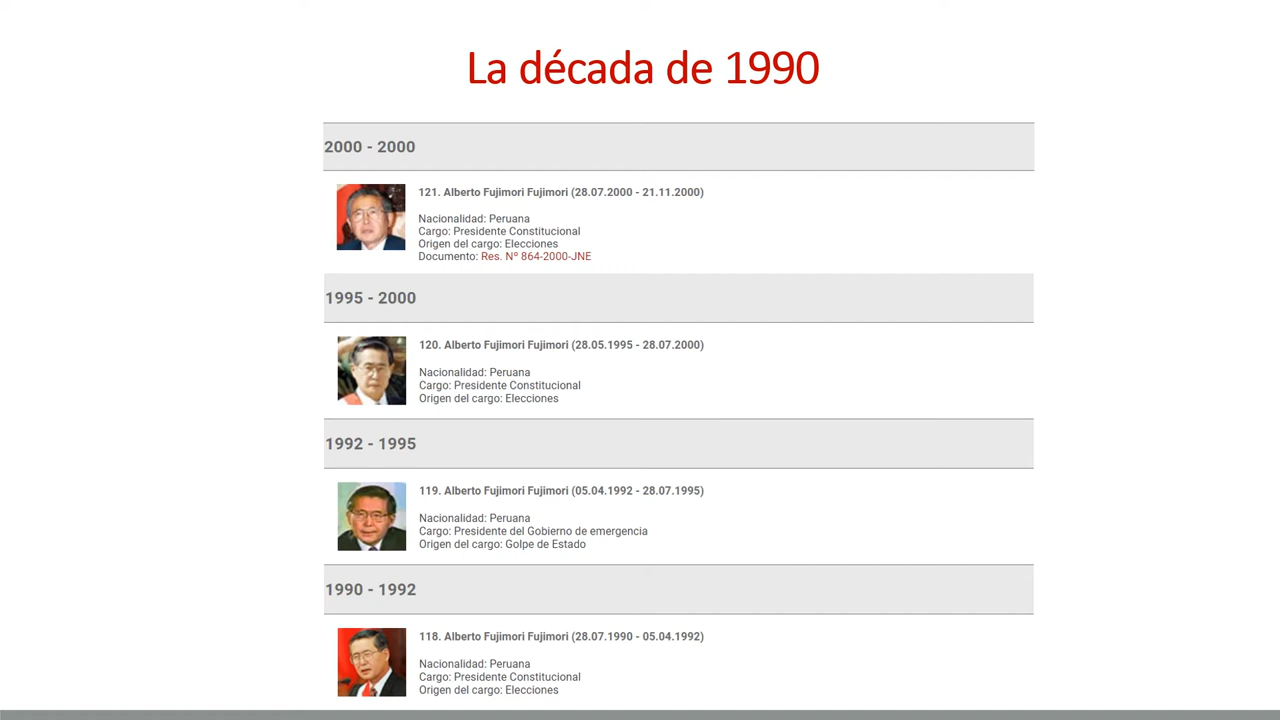 La década de 1990
2000 - 2000
121. Alberto Fujimori Fujimori (28.07.2000 - 21.11.2000)
Nacionalidad: Peruana
Cargo: Presidente Constitucional
Origen del cargo: Elecciones
Documento: Res. Nº 864-2000-JNE
1995 - 2000
120. Alberto Fujimori Fujimori (28.05.1995 - 28.07.2000)
Nacionalidad: Peruana
Cargo: Presidente Constitucional
Origen del cargo: Elecciones
1992 - 1995
119. Alberto Fujimori Fujimori (05.04.1992 - 28.07.1995)
Nacionalidad: Peruana
Cargo: Presidente del Gobierno de emergencia
Origen del cargo: Golpe de Estado
1990 - 1992
118. Alberto Fujimori Fujimori (28.07.1990 - 05.04.1992)
Nacionalidad: Peruana
Cargo: Presidente Constitucional
Origen del cargo: Elecciones